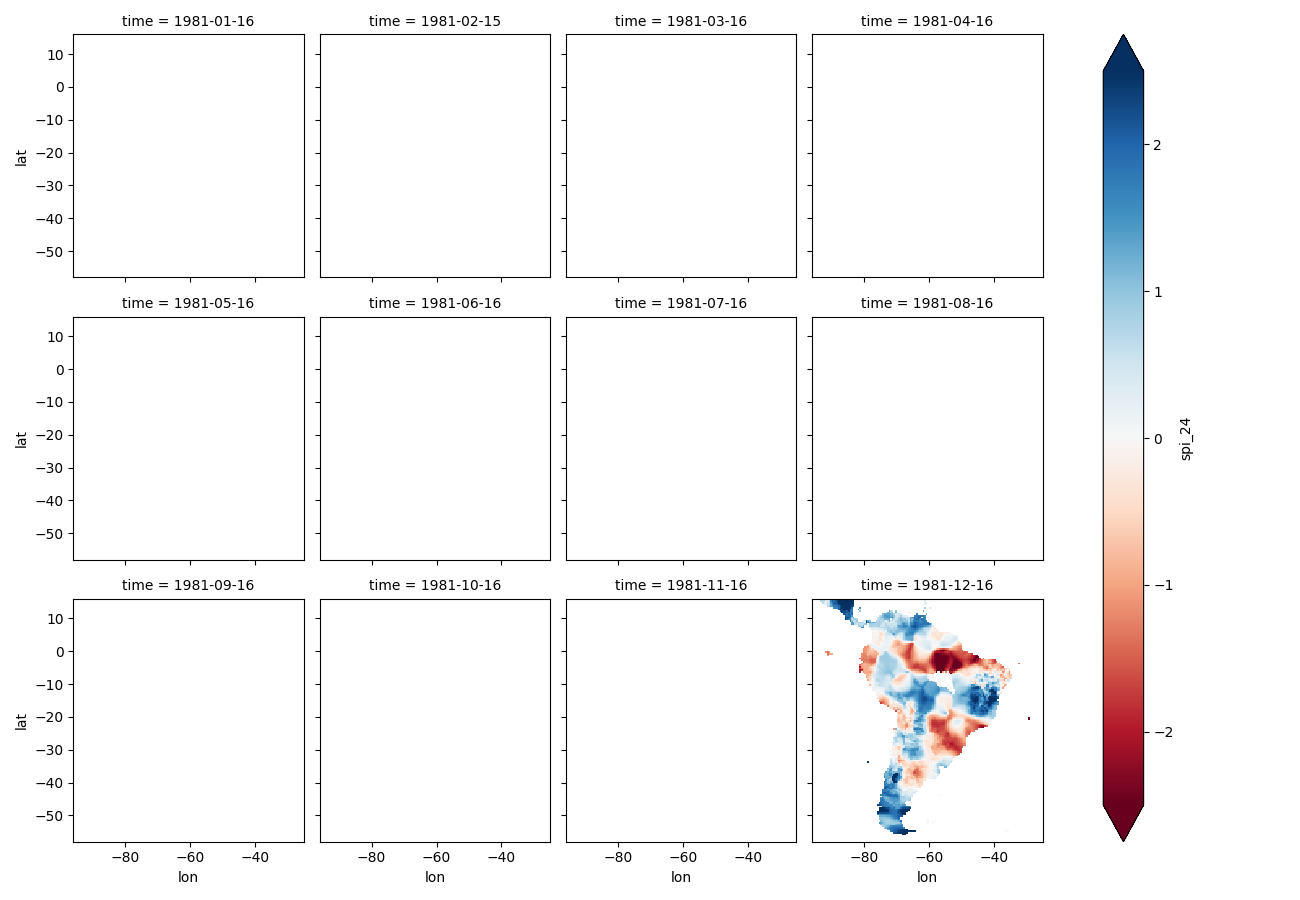 time = 1981-01-16 time = 1981-02-15 time = 1981-03-16 time = 1981-04-16
10
0
−10
−20
−30
−40
−50
lat
time = 1981-05-16 time = 1981-06-16 time = 1981-07-16 time = 1981-08-16
10
0
−10
−20
−30
−40
−50
lat
time = 1981-09-16 time = 1981-10-16 time = 1981-11-16 time = 1981-12-16
10
0
−10
−20
−30
−40
−50
lat
−80 −60 −40 −80 −60 −40 −80 −60 −40 −80 −60 −40
lon lon lon lon
2
1
0
−1
−2
spi_24